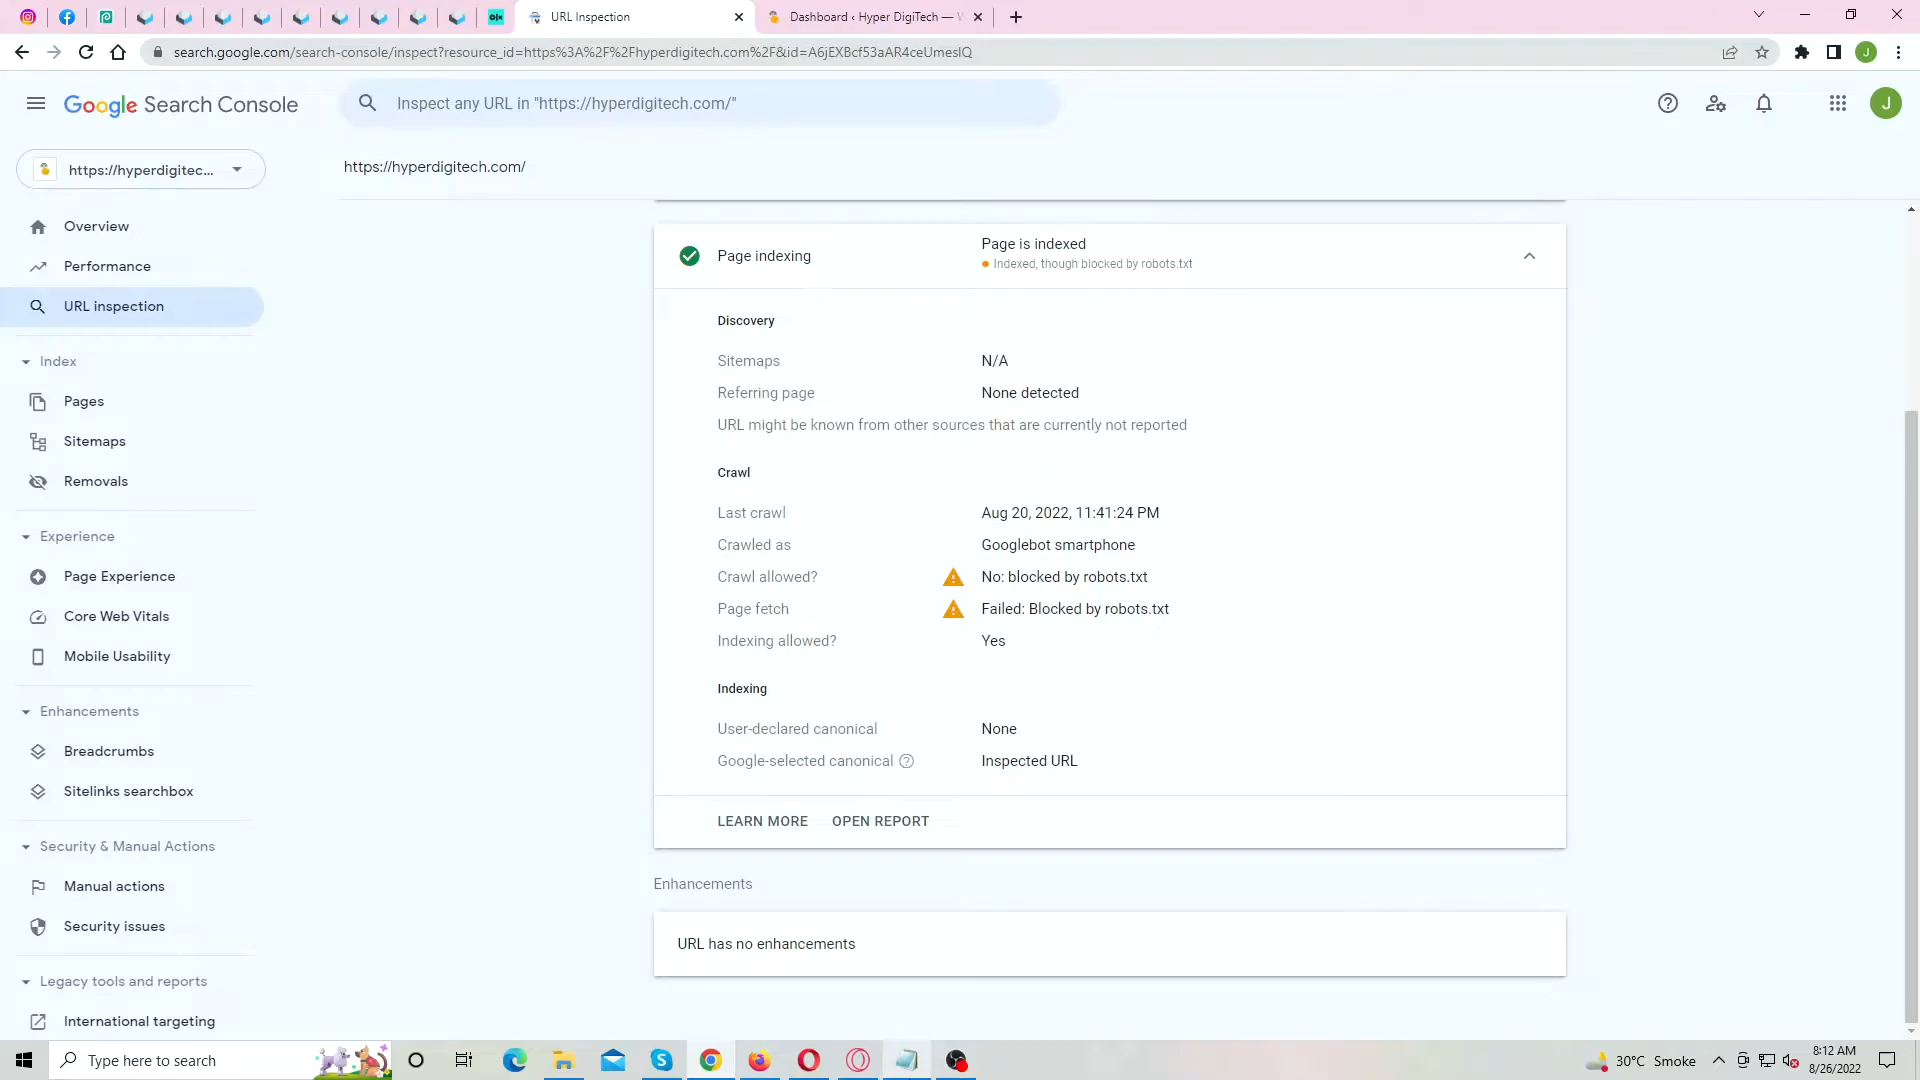 URL Inspection
Dashboard ‹ Hyper DigiTech —
search.google.com/search-console/inspect?resource_id=https%3A%2F%2Fhyperdigitech.com%2F&id=A6jEXBcf53aAR4ceUmeslQ
J
Google Search Console
Inspect any URL in "https://hyperdigitech.com/"
J
https://hyperdigitec...
https://hyperdigitech.com/
Overview
Performance
URL inspection
Index
Pages
Sitemaps
Removals
Experience
Page Experience
Core Web Vitals
Mobile Usability
Enhancements
Breadcrumbs
Sitelinks searchbox
Security & Manual Actions
Manual actions
Security issues
Legacy tools and reports
International targeting
Page indexing
Page is indexed
Indexed, though blocked by robots.txt
Discovery
Sitemaps N/A
Referring page None detected
URL might be known from other sources that are currently not reported
Crawl
Last crawl Aug 20, 2022, 11:41:24 PM
Crawled as Googlebot smartphone
Crawl allowed? No: blocked by robots.txt
Page fetch Failed: Blocked by robots.txt
Indexing allowed? Yes
Indexing
User-declared canonical None
Google-selected canonical Inspected URL
LEARN MORE OPEN REPORT
Enhancements
URL has no enhancements
Type here to search
30°C Smoke
8:12 AM
8/26/2022